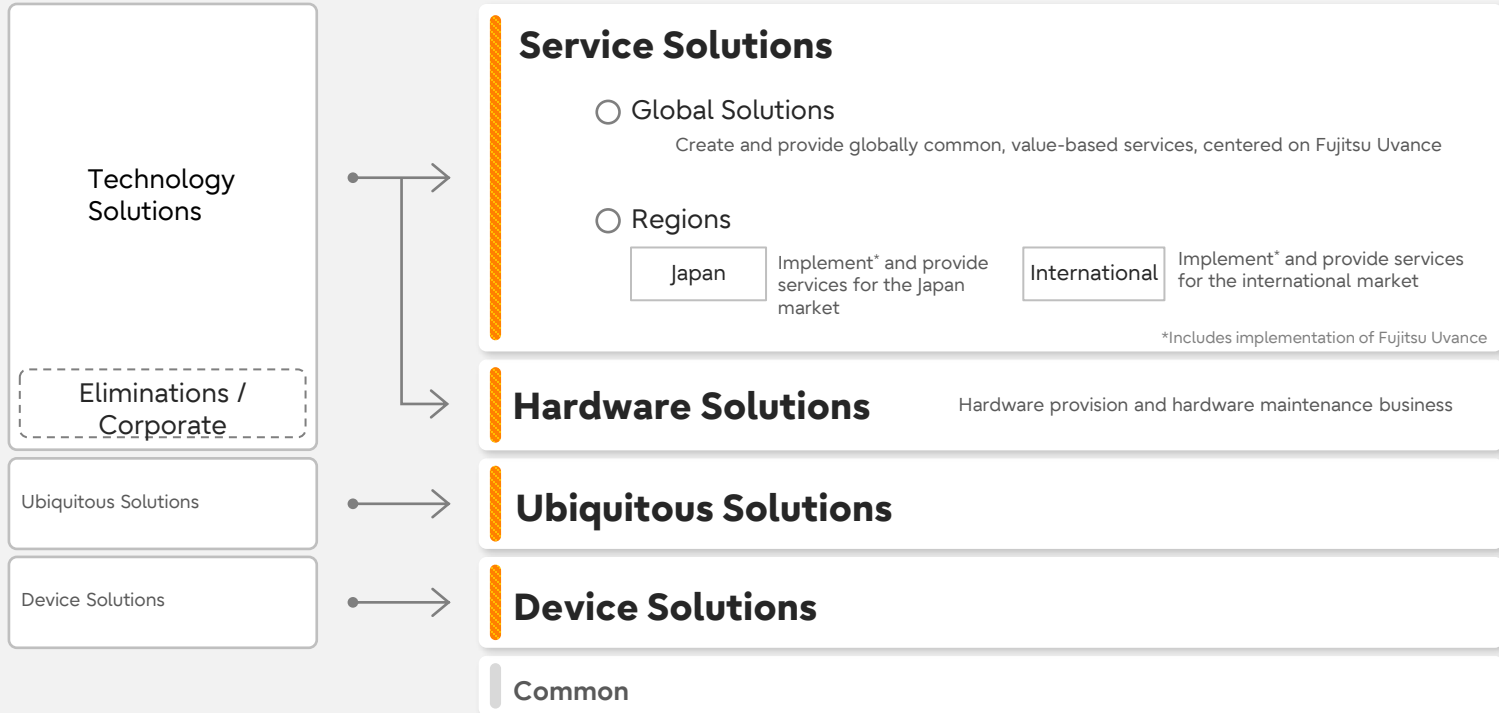 Technology
Solutions
Eliminations /
Corporate
Ubiquitous Solutions
Device Solutions
Service Solutions
Global Solutions
Create and provide globally common, value-based services, centered on Fujitsu Uvance
Regions
Japan
Implement* and provide
services for the Japan
market
International
Implement* and provide services
for the international market
*Includes implementation of Fujitsu Uvance
Hardware Solutions
Hardware provision and hardware maintenance business
Ubiquitous Solutions
Device Solutions
Common